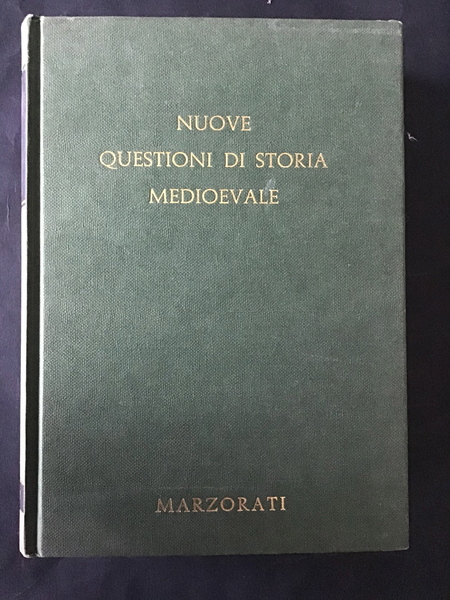 NUOVE
QUESTIONI DI STORIA
MEDIOEVALE
MARZORATI